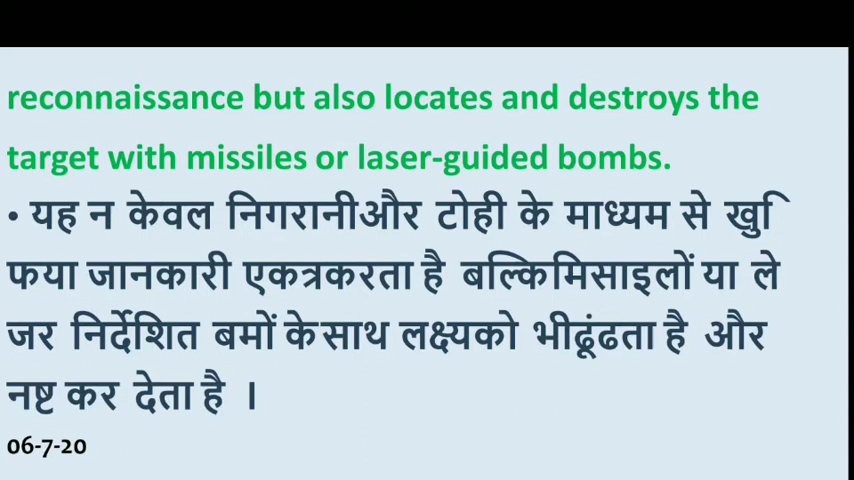 reconnaissance but also locates and destroys the
target with missiles or laser-guided bombs.
• यह न केवल निगरानीऔर टोही के माध्यम से खुि
फया जानकारी एकत्रकरता है बल्किमिसाइलों या ले
जर निर्देशित बमों केसाथ लक्ष्यको भीढूंढता है और
नष्ट कर देता है ।
06-7-20